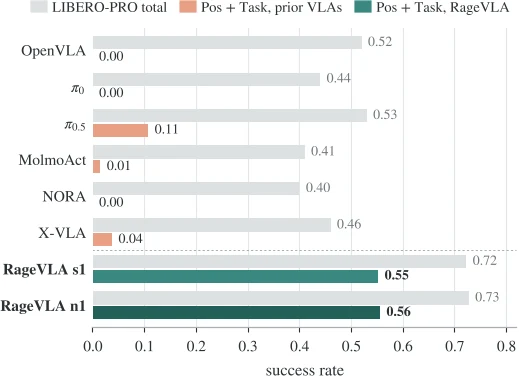 LIBERO-PRO total Pos + Task, prior VLAs Pos + Task, RageVLA
OpenVLA 0.52
0.00
π0 0.44
0.00
π0.5 0.53
0.11
MolmoAct 0.41
0.01
NORA 0.40
0.00
X-VLA 0.46
0.04
RageVLA s1 0.72
0.55
RageVLA n1 0.73
0.56
0.0 0.1 0.2 0.3 0.4 0.5 0.6 0.7 0.8
success rate